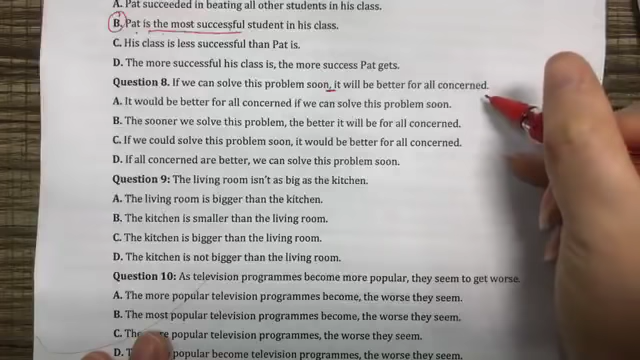 A. Pat succeeded in beating all other students in his class.
B. Pat is the most successful student in his class.
C. His class is less successful than Pat is.
D. The more successful his class is, the more success Pat gets.
Question 8. If we can solve this problem soon, it will be better for all concerned.
A. It would be better for all concerned if we can solve this problem soon.
B. The sooner we solve this problem, the better it will be for all concerned.
C. If we could solve this problem soon, it would be better for all concerned.
D. If all concerned are better, we can solve this problem soon.
Question 9: The living room isn't as big as the kitchen.
A. The living room is bigger than the kitchen.
B. The kitchen is smaller than the living room.
C. The kitchen is bigger than the living room.
D. The kitchen is not bigger than the living room.
Question 10: As television programmes become more popular, they seem to get worse.
A. The more popular television programmes become, the worse they seem.
B. The most popular television programmes become, the worse they seem.
C. popular television programmes, the worse they seem.
D. popular become television programmes, the worse they seem.